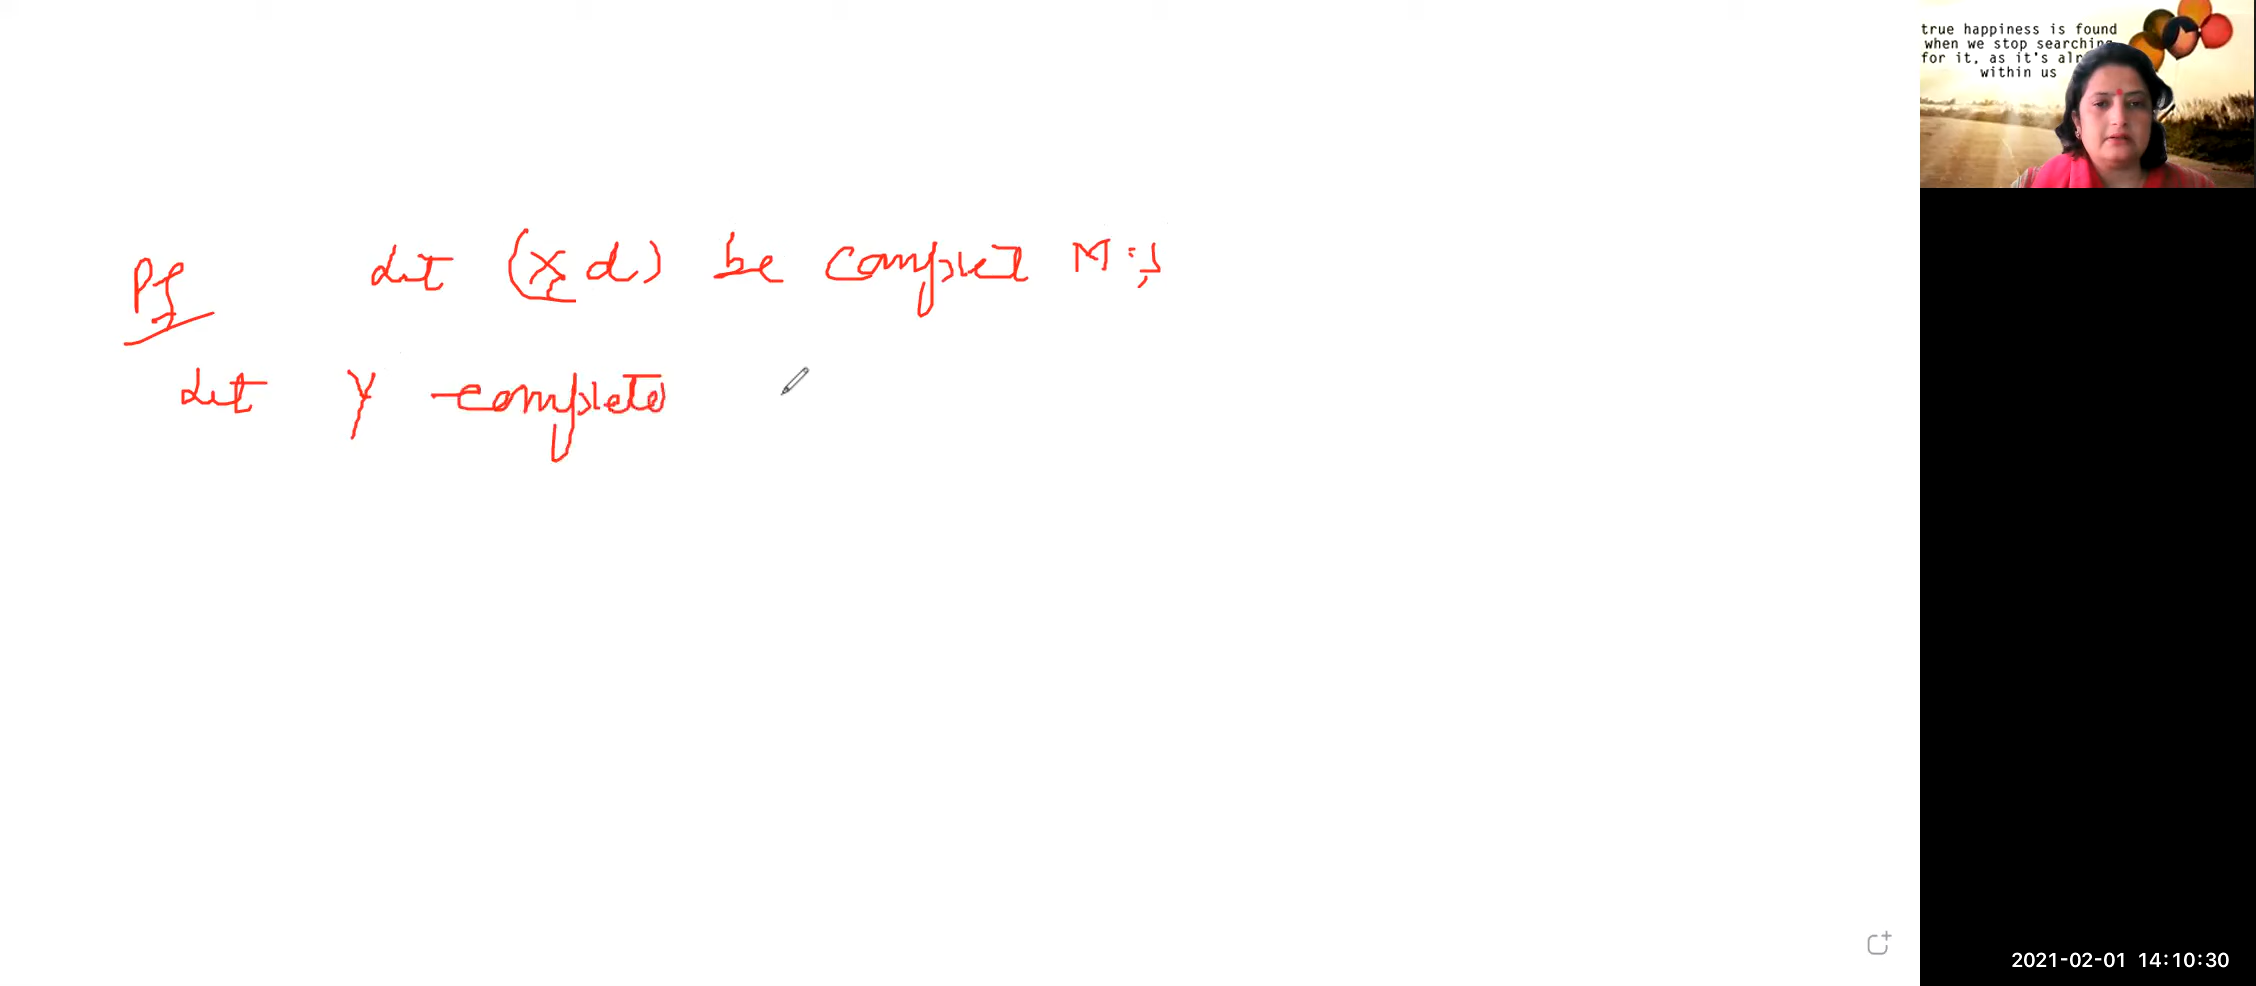 true happiness is found
when we stop searching
for it, as it's alr
within us
Pf Let (X, d) be complet M.S
Let Y complete
2021-02-01 14:10:30